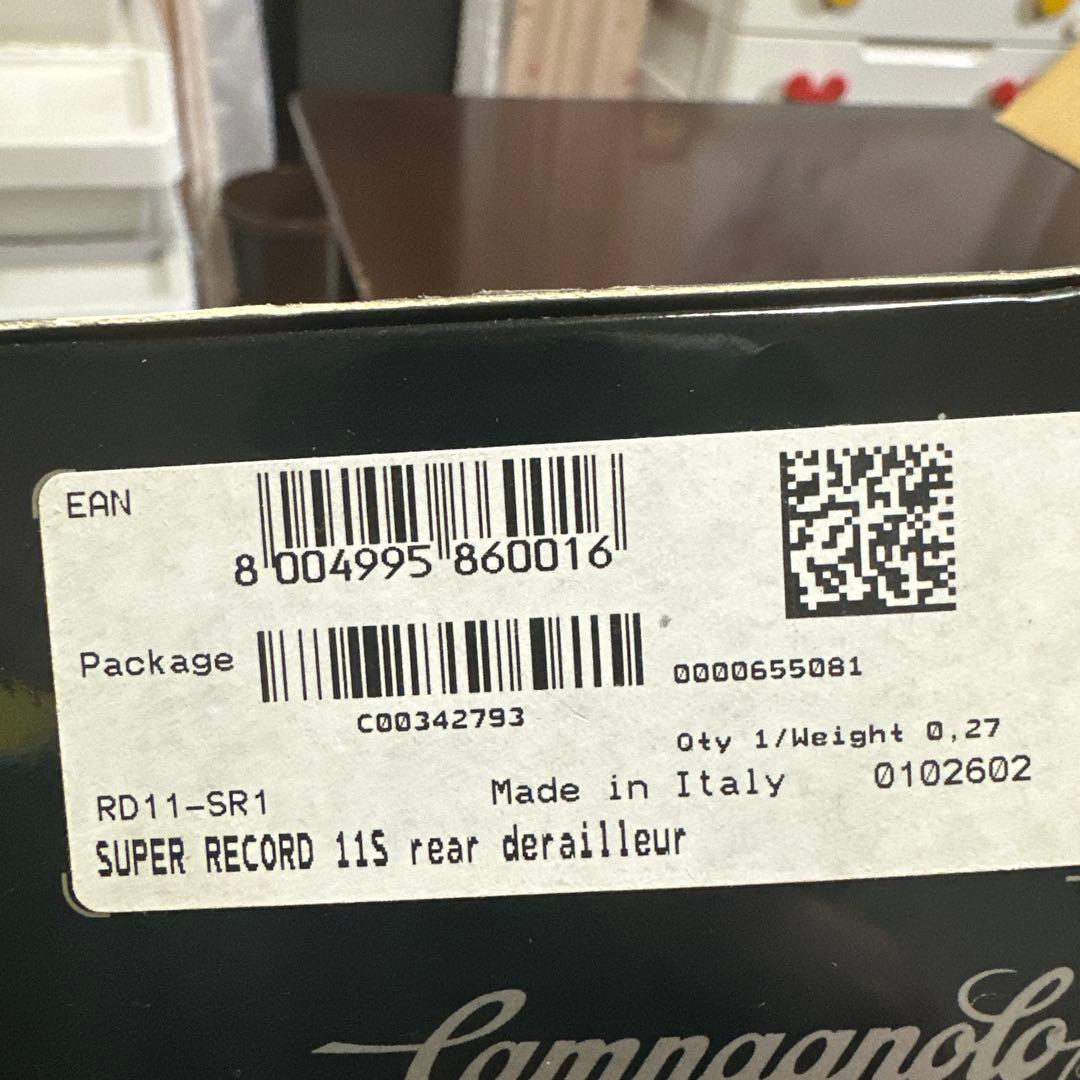 EAN
8 004995 860016
Package
C00342793
0000655081
Qty 1/Weight 0,27
Made in Italy 0102602
RD11-SR1
SUPER RECORD 11S rear derailleur
Campagnolo